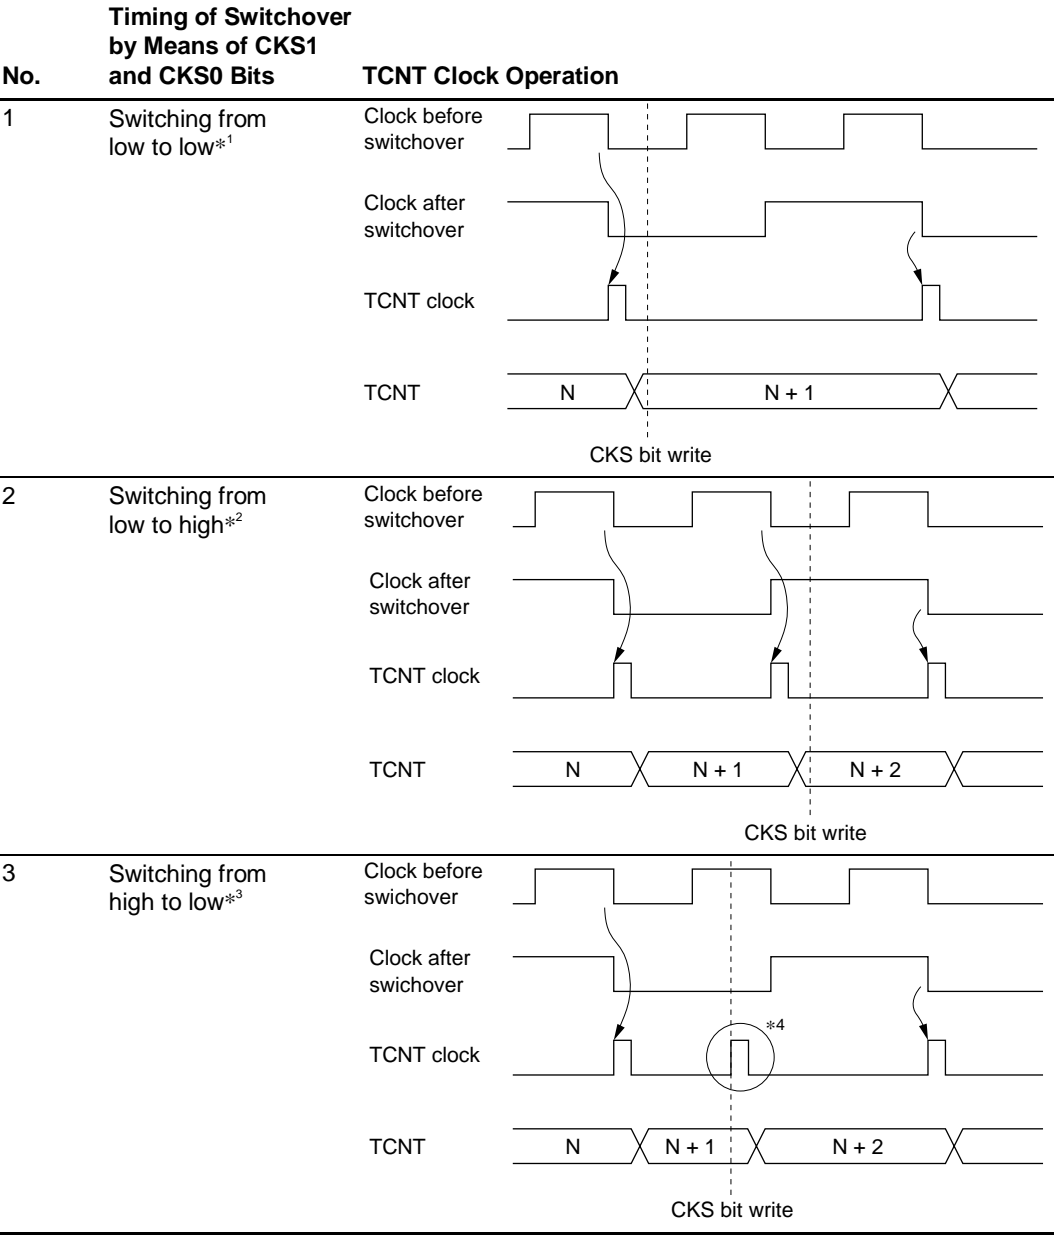 Timing of Switchover
by Means of CKS1
No. and CKS0 Bits TCNT Clock Operation
1 Switching from
low to low*1
Clock before
switchover
Clock after
switchover
TCNT clock
TCNT N N + 1
CKS bit write
2 Switching from
low to high*2
Clock before
switchover
Clock after
switchover
TCNT clock
TCNT N N + 1 N + 2
CKS bit write
3 Switching from
high to low*3
Clock before
swichover
Clock after
swichover
*4
TCNT clock
TCNT N N + 1 N + 2
CKS bit write